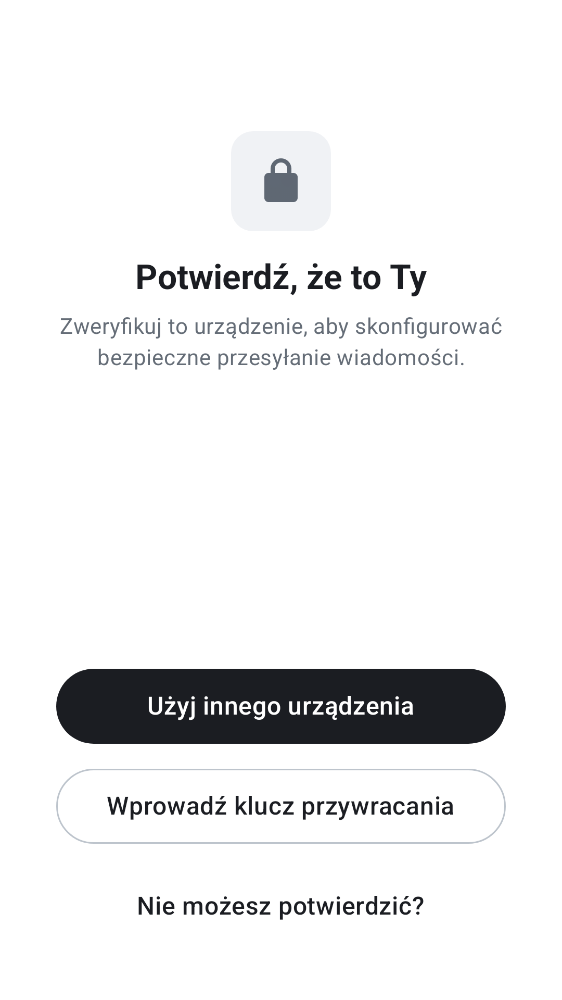 Potwierdź, że to Ty
Zweryfikuj to urządzenie, aby skonfigurować
bezpieczne przesyłanie wiadomości.
Użyj innego urządzenia
Wprowadź klucz przywracania
Nie możesz potwierdzić?